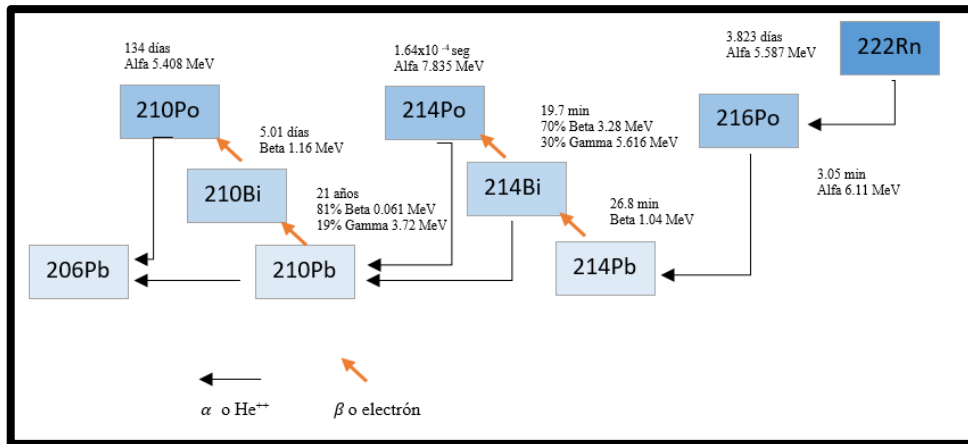 134 días
Alfa 5.408 MeV
210Po
1.64x10 ⁻⁴ seg
Alfa 7.835 MeV
214Po
3.823 días
Alfa 5.587 MeV
222Rn
19.7 min
70% Beta 3.28 MeV
30% Gamma 5.616 MeV
216Po
5.01 días
Beta 1.16 MeV
210Bi
21 años
81% Beta 0.061 MeV
19% Gamma 3.72 MeV
214Bi
3.05 min
Alfa 6.11 MeV
26.8 min
Beta 1.04 MeV
206Pb
210Pb
214Pb
α o He⁺⁺
β o electrón